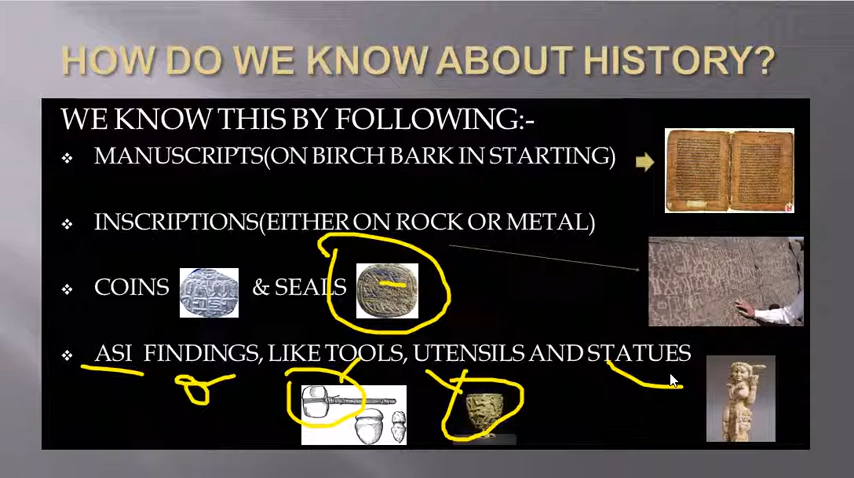 HOW DO WE KNOW ABOUT HISTORY?
WE KNOW THIS BY FOLLOWING:-
❖ MANUSCRIPTS(ON BIRCH BARK IN STARTING)
❖ INSCRIPTIONS(EITHER ON ROCK OR METAL)
❖ COINS & SEALS
❖ ASI FINDINGS, LIKE TOOLS, UTENSILS AND STATUES